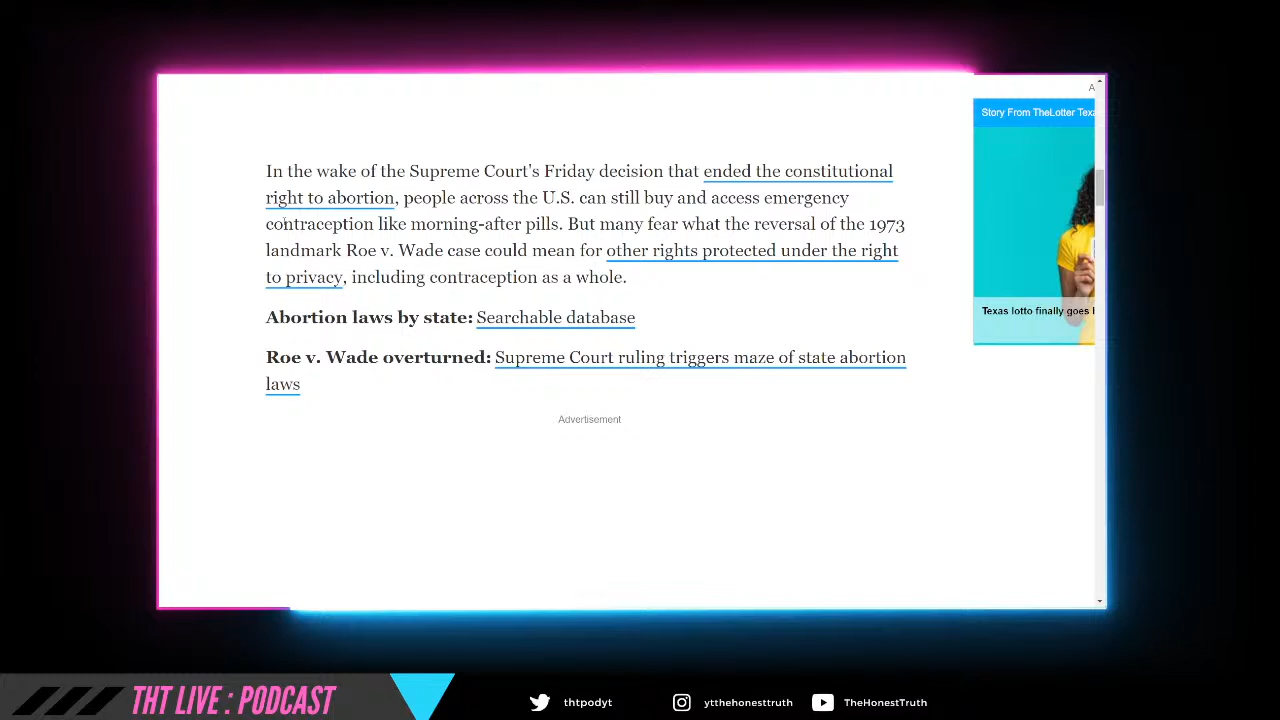 A
Story From TheLotter Tex
In the wake of the Supreme Court's Friday decision that ended the constitutional
right to abortion, people across the U.S. can still buy and access emergency
contraception like morning-after pills. But many fear what the reversal of the 1973
landmark Roe v. Wade case could mean for other rights protected under the right
to privacy, including contraception as a whole.
Texas lotto finally goes
Abortion laws by state: Searchable database
Roe v. Wade overturned: Supreme Court ruling triggers maze of state abortion
laws
Advertisement
THT LIVE : PODCAST
thtpodyt
ytthehonesttruth
TheHonestTruth